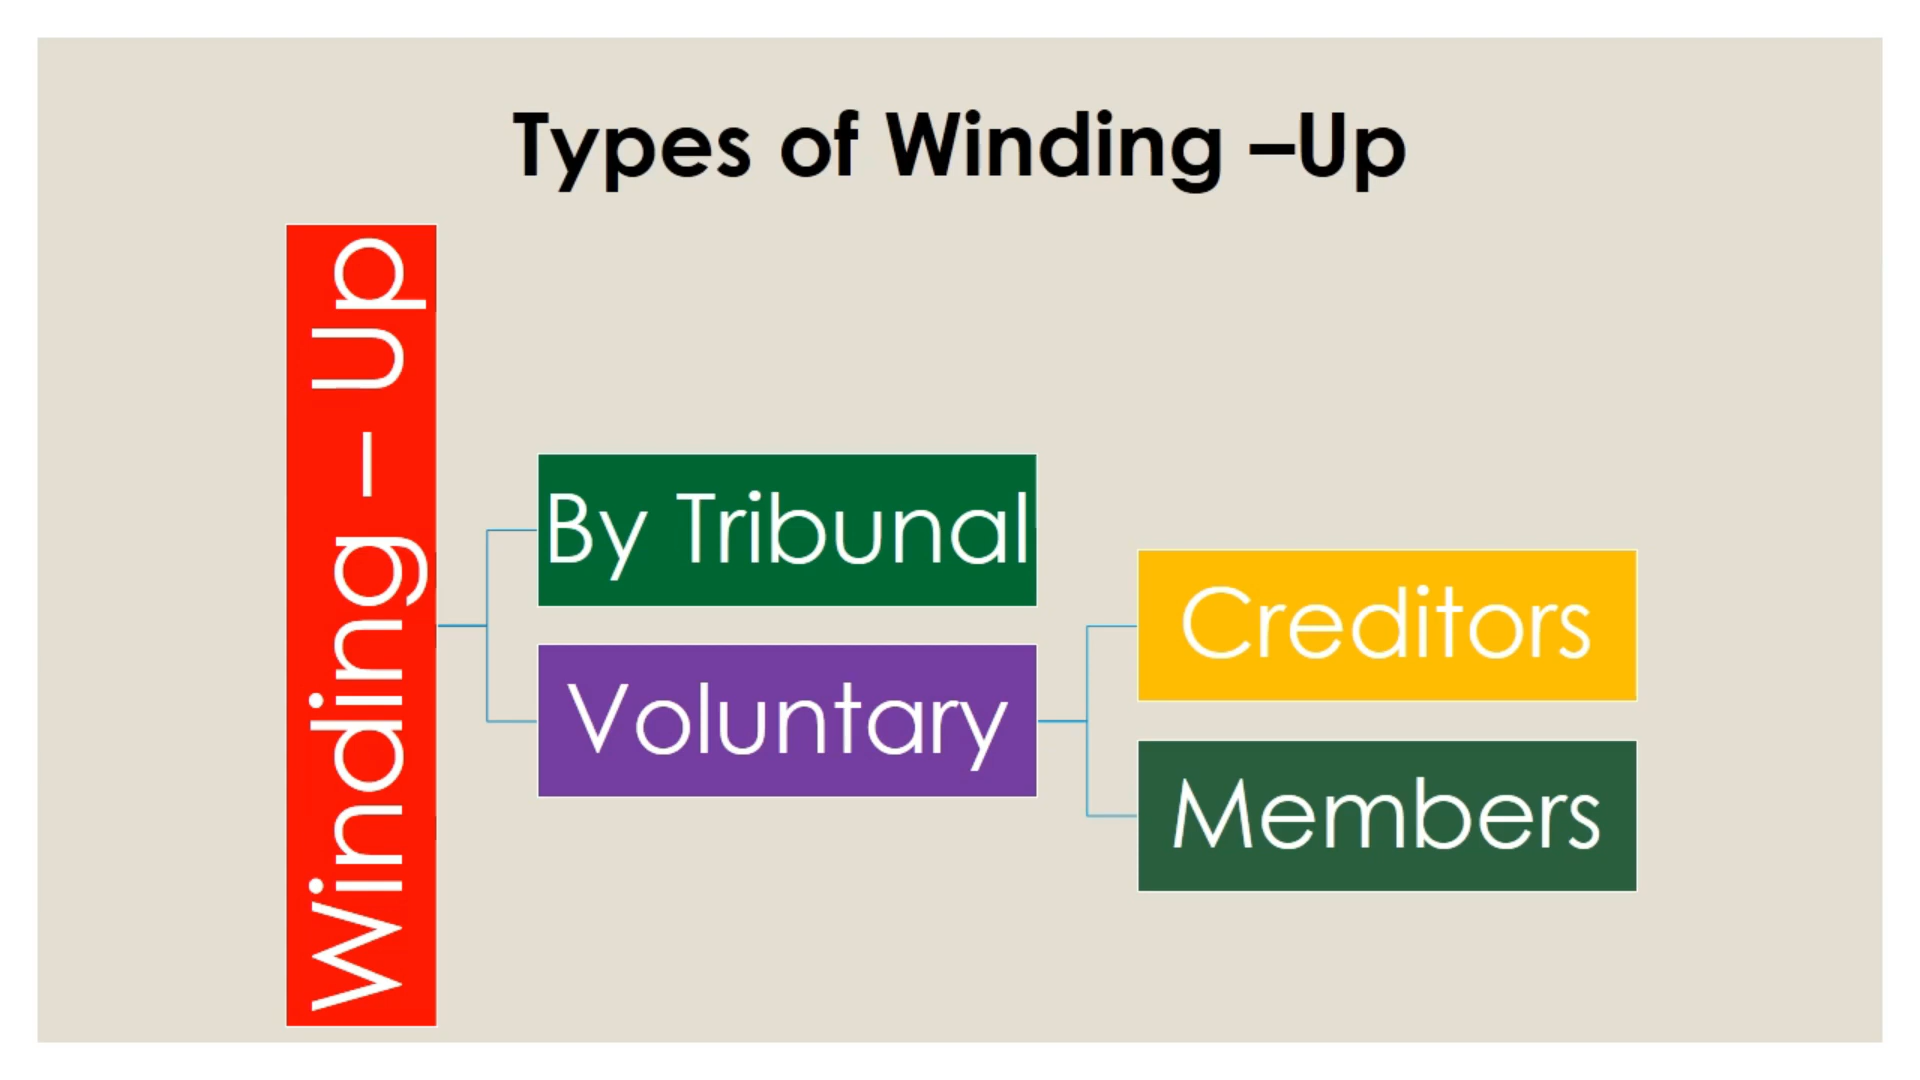 Types of Winding –Up
Winding – Up
By Tribunal
Voluntary
Creditors
Members